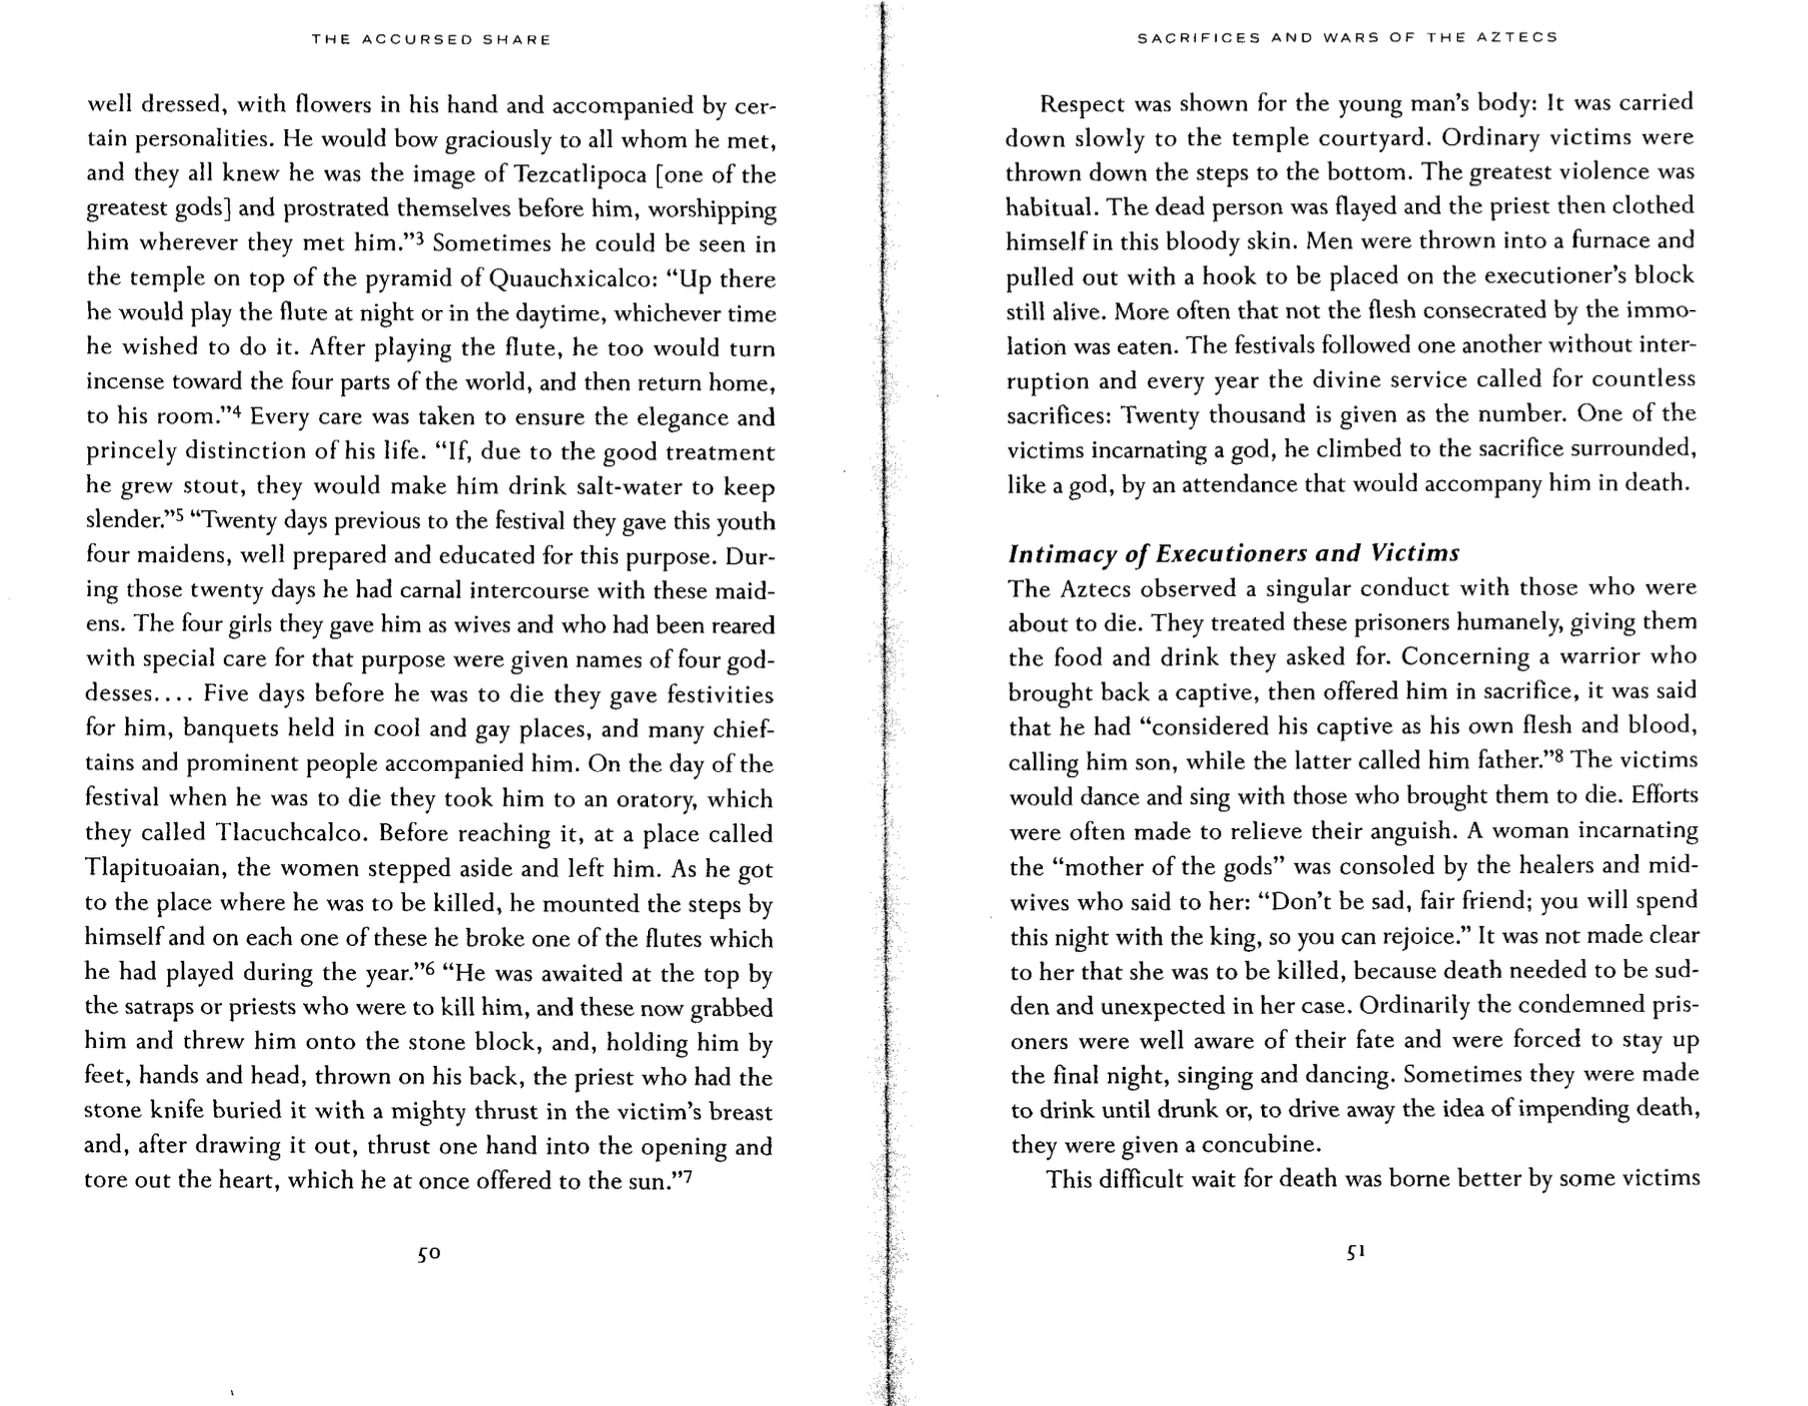 THE ACCURSED SHARE
well dressed, with flowers in his hand and accompanied by cer-
tain personalities. He would bow graciously to all whom he met,
and they all knew he was the image of Tezcatlipoca [one of the
greatest gods] and prostrated themselves before him, worshipping
him wherever they met him.”3 Sometimes he could be seen in
the temple on top of the pyramid of Quauchxicalco: “Up there
he would play the flute at night or in the daytime, whichever time
he wished to do it. After playing the flute, he too would turn
incense toward the four parts of the world, and then return home,
to his room.”4 Every care was taken to ensure the elegance and
princely distinction of his life. “If, due to the good treatment
he grew stout, they would make him drink salt-water to keep
slender.”5 “Twenty days previous to the festival they gave this youth
four maidens, well prepared and educated for this purpose. Dur-
ing those twenty days he had carnal intercourse with these maid-
ens. The four girls they gave him as wives and who had been reared
with special care for that purpose were given names of four god-
desses.... Five days before he was to die they gave festivities
for him, banquets held in cool and gay places, and many chief-
tains and prominent people accompanied him. On the day of the
festival when he was to die they took him to an oratory, which
they called Tlacuchcalco. Before reaching it, at a place called
Tlapituoaian, the women stepped aside and left him. As he got
to the place where he was to be killed, he mounted the steps by
himself and on each one of these he broke one of the flutes which
he had played during the year.”6 “He was awaited at the top by
the satraps or priests who were to kill him, and these now grabbed
him and threw him onto the stone block, and, holding him by
feet, hands and head, thrown on his back, the priest who had the
stone knife buried it with a mighty thrust in the victim’s breast
and, after drawing it out, thrust one hand into the opening and
tore out the heart, which he at once offered to the sun.”7
50
SACRIFICES AND WARS OF THE AZTECS
Respect was shown for the young man’s body: It was carried
down slowly to the temple courtyard. Ordinary victims were
thrown down the steps to the bottom. The greatest violence was
habitual. The dead person was flayed and the priest then clothed
himself in this bloody skin. Men were thrown into a furnace and
pulled out with a hook to be placed on the executioner’s block
still alive. More often that not the flesh consecrated by the immo-
lation was eaten. The festivals followed one another without inter-
ruption and every year the divine service called for countless
sacrifices: Twenty thousand is given as the number. One of the
victims incarnating a god, he climbed to the sacrifice surrounded,
like a god, by an attendance that would accompany him in death.
Intimacy of Executioners and Victims
The Aztecs observed a singular conduct with those who were
about to die. They treated these prisoners humanely, giving them
the food and drink they asked for. Concerning a warrior who
brought back a captive, then offered him in sacrifice, it was said
that he had “considered his captive as his own flesh and blood,
calling him son, while the latter called him father.”8 The victims
would dance and sing with those who brought them to die. Efforts
were often made to relieve their anguish. A woman incarnating
the “mother of the gods” was consoled by the healers and mid-
wives who said to her: “Don’t be sad, fair friend; you will spend
this night with the king, so you can rejoice.” It was not made clear
to her that she was to be killed, because death needed to be sud-
den and unexpected in her case. Ordinarily the condemned pris-
oners were well aware of their fate and were forced to stay up
the final night, singing and dancing. Sometimes they were made
to drink until drunk or, to drive away the idea of impending death,
they were given a concubine.
This difficult wait for death was borne better by some victims
51